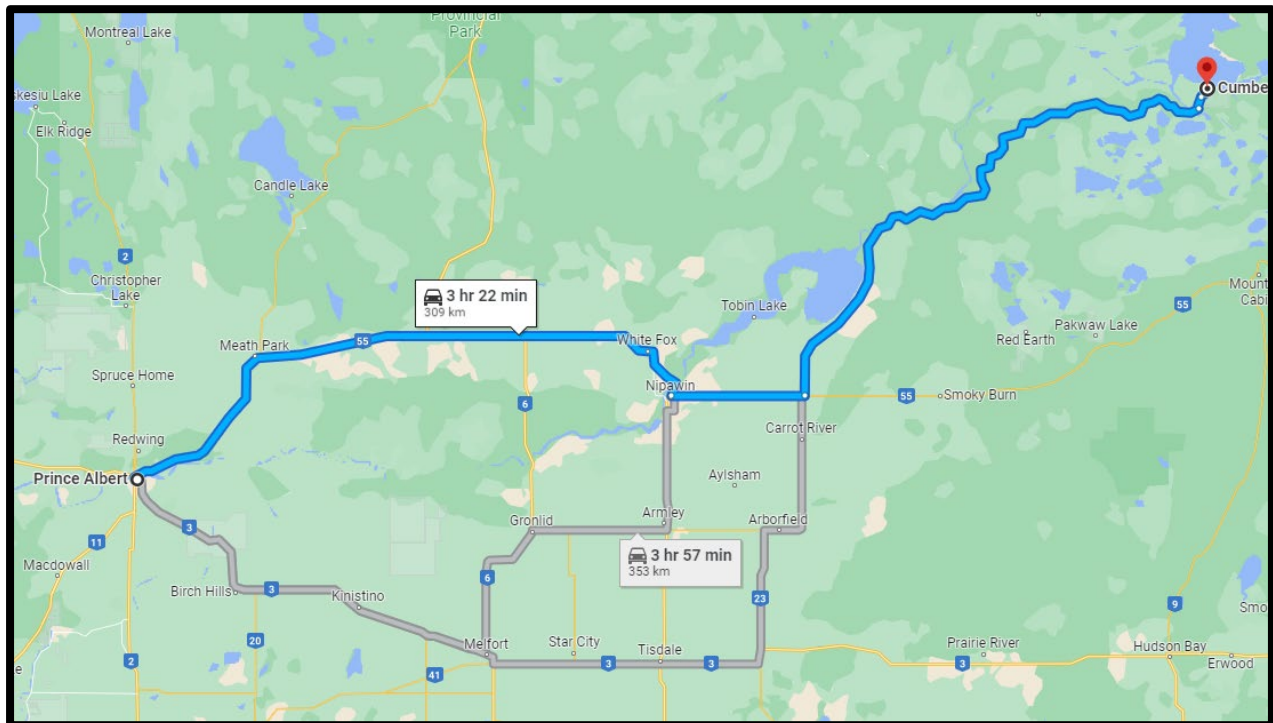 Provincial
Park
Montreal Lake
skesiu Lake
Elk Ridge
Cumbe
Candle Lake
2
Christopher
Lake
3 hr 22 min
309 km
Tobin Lake
Mount
Cabi
55
Pakwaw Lake
Red Earth
Meath Park
55
White Fox
Spruce Home
Nipawin
6
55
Smoky Burn
Redwing
Carrot River
Prince Albert
Aylsham
3
Gronlid
Armley
Arborfield
11
3 hr 57 min
353 km
Macdowall
6
Birch Hills
3
Kinistino
23
9
Smo
20
Melfort
Star City
Tisdale
Prairie River
Hudson Bay
Erwood
2
41
3
3
3
e